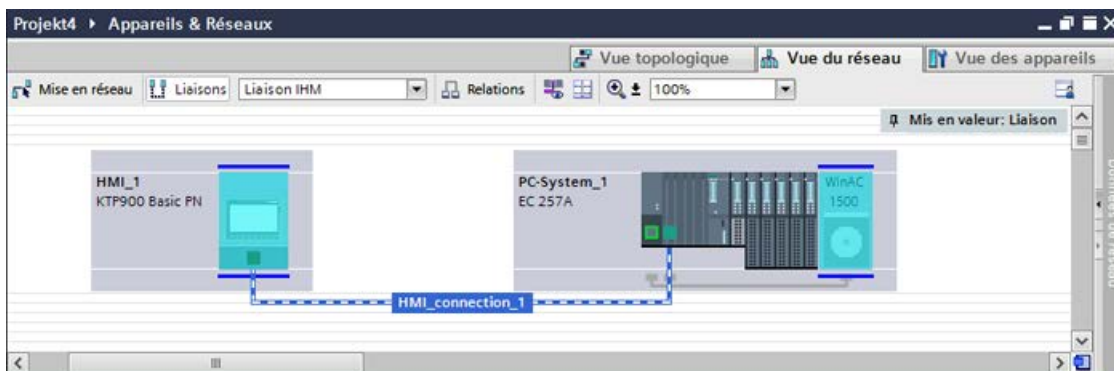 Projekt4 ▸ Appareils & Réseaux
Vue topologique Vue du réseau Vue des appareils
Mise en réseau Liaisons Liaison IHM Relations 100%
Mis en valeur: Liaison
HMI_1
KTP900 Basic PN
PC-System_1
EC 257A
WinAC
1500
HMI_connection_1